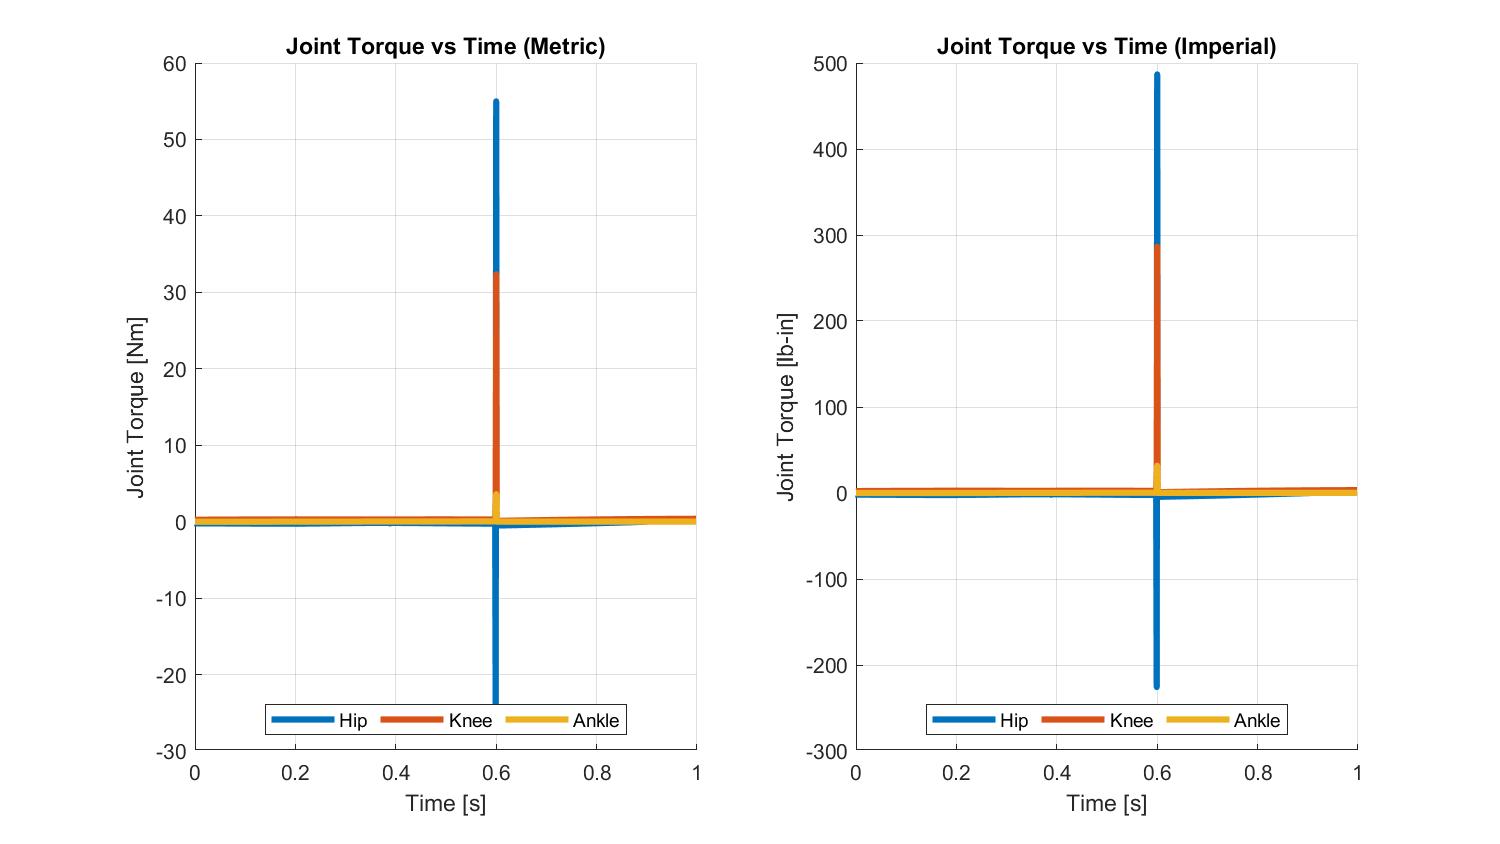 Joint Torque vs Time (Metric)
60
50
40
30
20
10
0
-10
-20
-30
Joint Torque [Nm]
Hip Knee Ankle
0 0.2 0.4 0.6 0.8 1
Time [s]
Joint Torque vs Time (Imperial)
500
400
300
200
100
0
-100
-200
-300
Joint Torque [lb-in]
Hip Knee Ankle
0 0.2 0.4 0.6 0.8 1
Time [s]